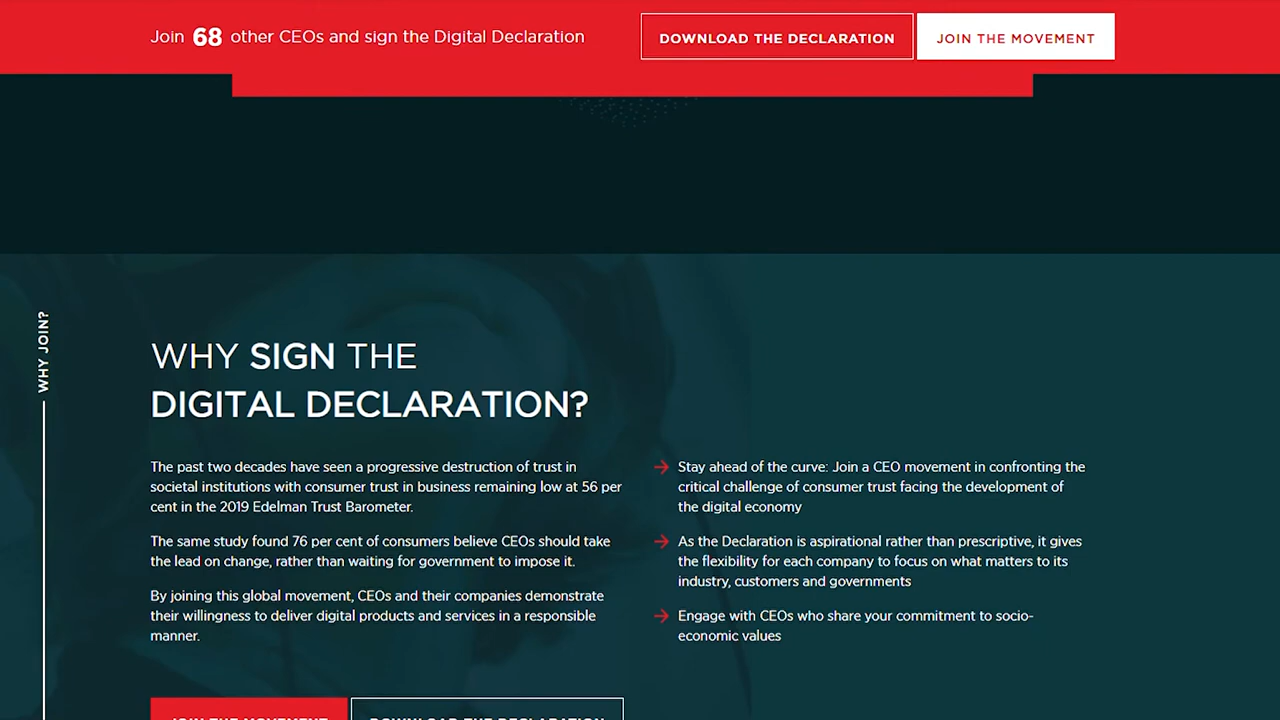 Join 68 other CEOs and sign the Digital Declaration
DOWNLOAD THE DECLARATION
JOIN THE MOVEMENT
WHY JOIN?
WHY SIGN THE
DIGITAL DECLARATION?
The past two decades have seen a progressive destruction of trust in
societal institutions with consumer trust in business remaining low at 56 per
cent in the 2019 Edelman Trust Barometer.
The same study found 76 per cent of consumers believe CEOs should take
the lead on change, rather than waiting for government to impose it.
By joining this global movement, CEOs and their companies demonstrate
their willingness to deliver digital products and services in a responsible
manner.
Stay ahead of the curve: Join a CEO movement in confronting the
critical challenge of consumer trust facing the development of
the digital economy
As the Declaration is aspirational rather than prescriptive, it gives
the flexibility for each company to focus on what matters to its
industry, customers and governments
Engage with CEOs who share your commitment to socio-
economic values
JOIN THE MOVEMENT
DOWNLOAD THE DECLARATION